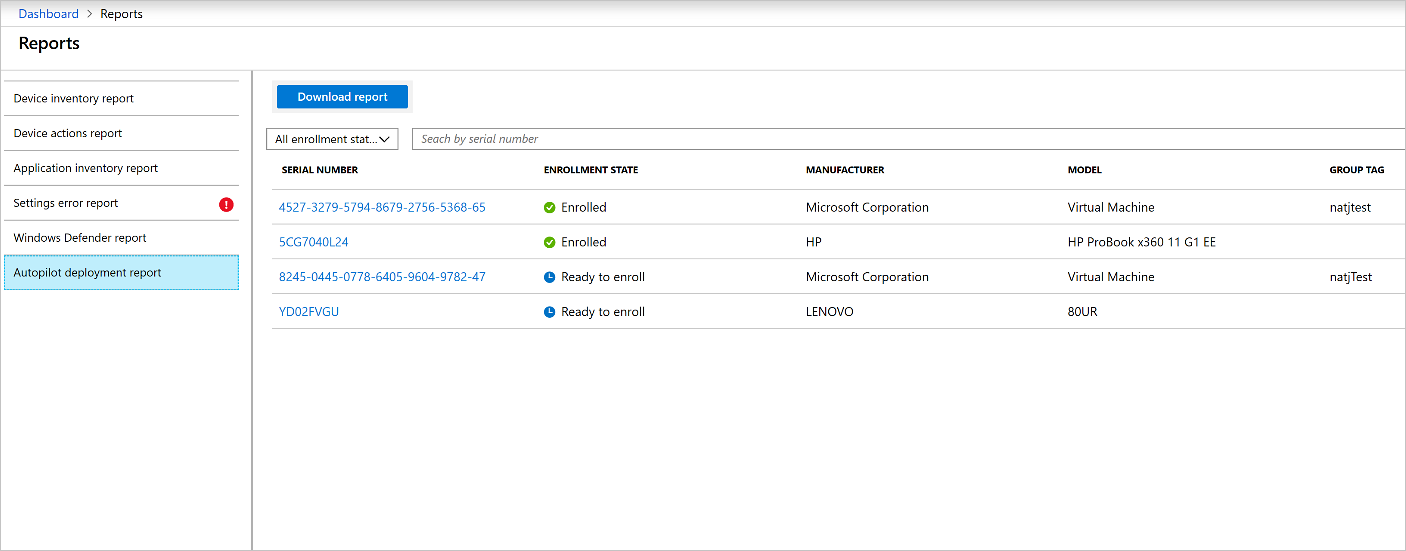 Dashboard > Reports
Reports
Device inventory report
Device actions report
Application inventory report
Settings error report
Windows Defender report
Autopilot deployment report
Download report
All enrollment stat... Seach by serial number
SERIAL NUMBER ENROLLMENT STATE MANUFACTURER MODEL GROUP TAG
4527-3279-5794-8679-2756-5368-65 Enrolled Microsoft Corporation Virtual Machine natjtest
5CG7040L24 Enrolled HP HP ProBook x360 11 G1 EE
8245-0445-0778-6405-9604-9782-47 Ready to enroll Microsoft Corporation Virtual Machine natjTest
YD02FVGU Ready to enroll LENOVO 80UR